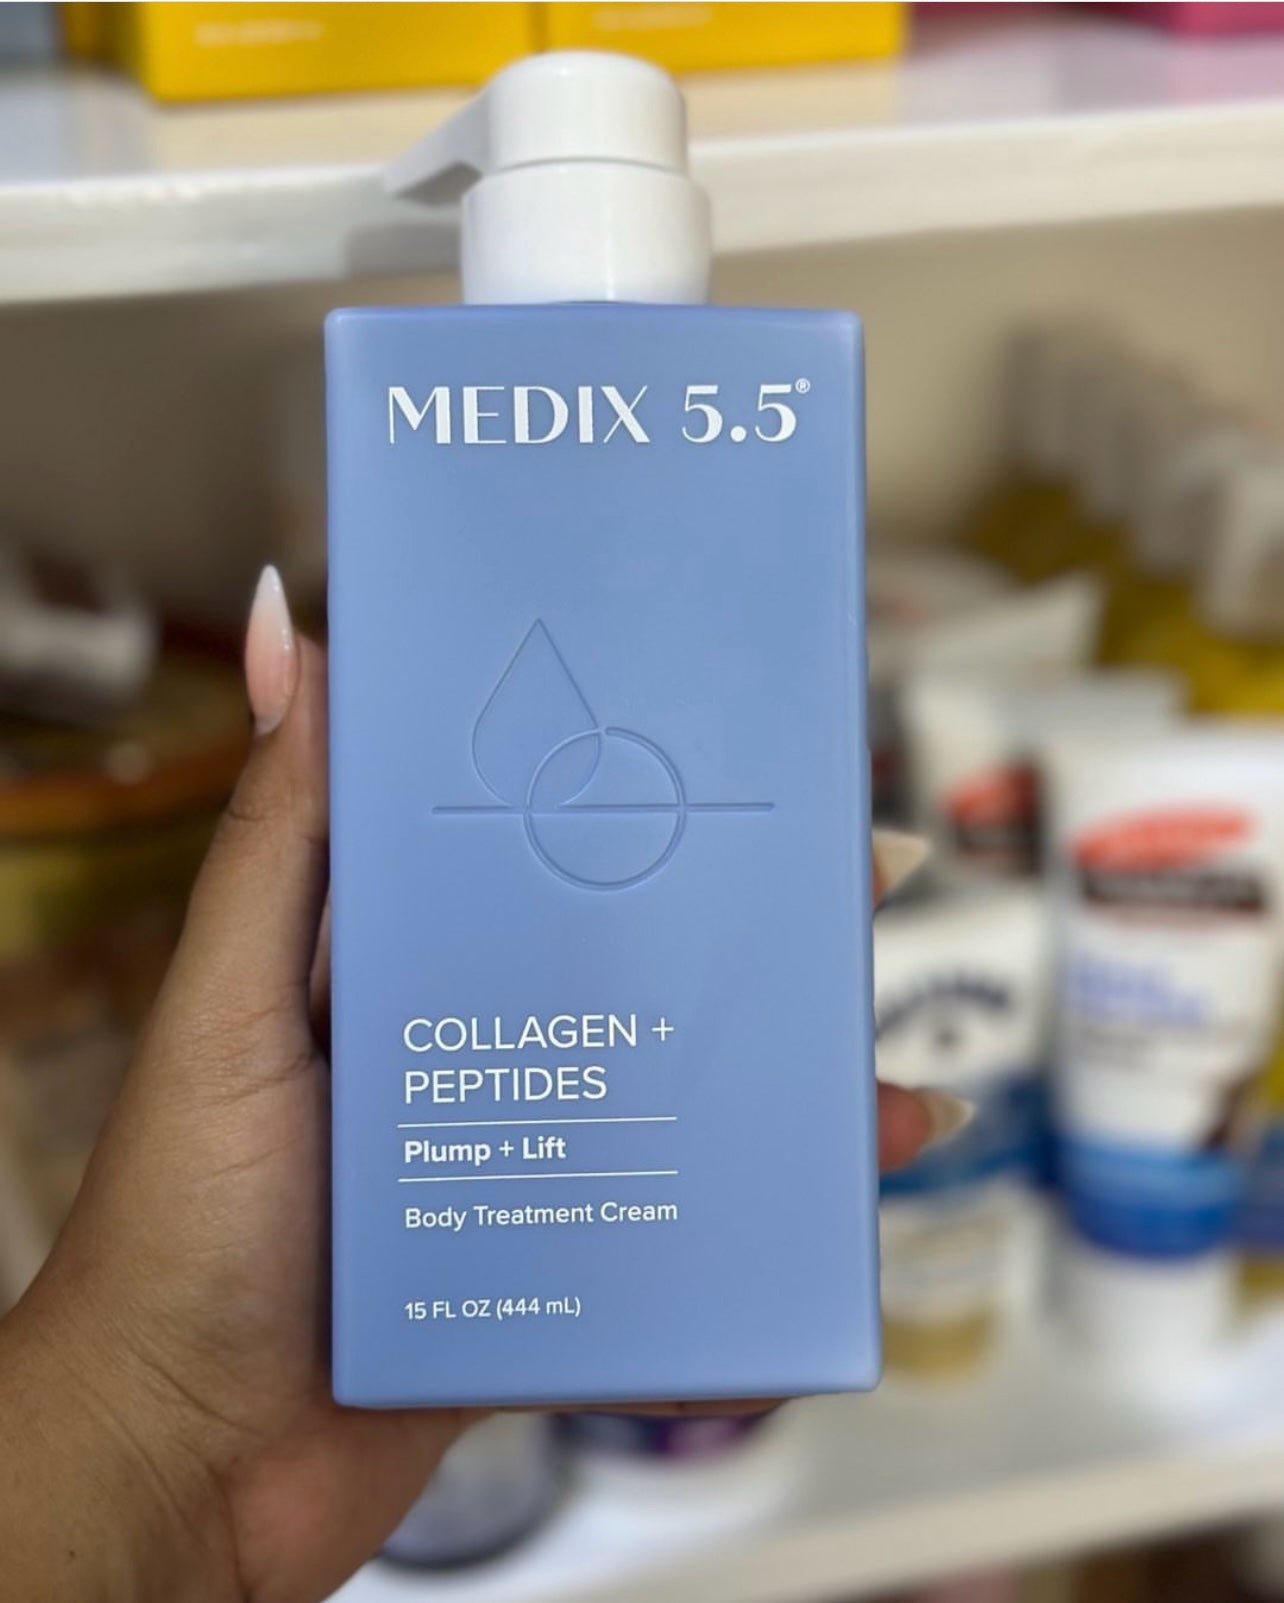 MEDIX 5.5®
COLLAGEN +
PEPTIDES
Plump + Lift
Body Treatment Cream
15 FL OZ (444 mL)